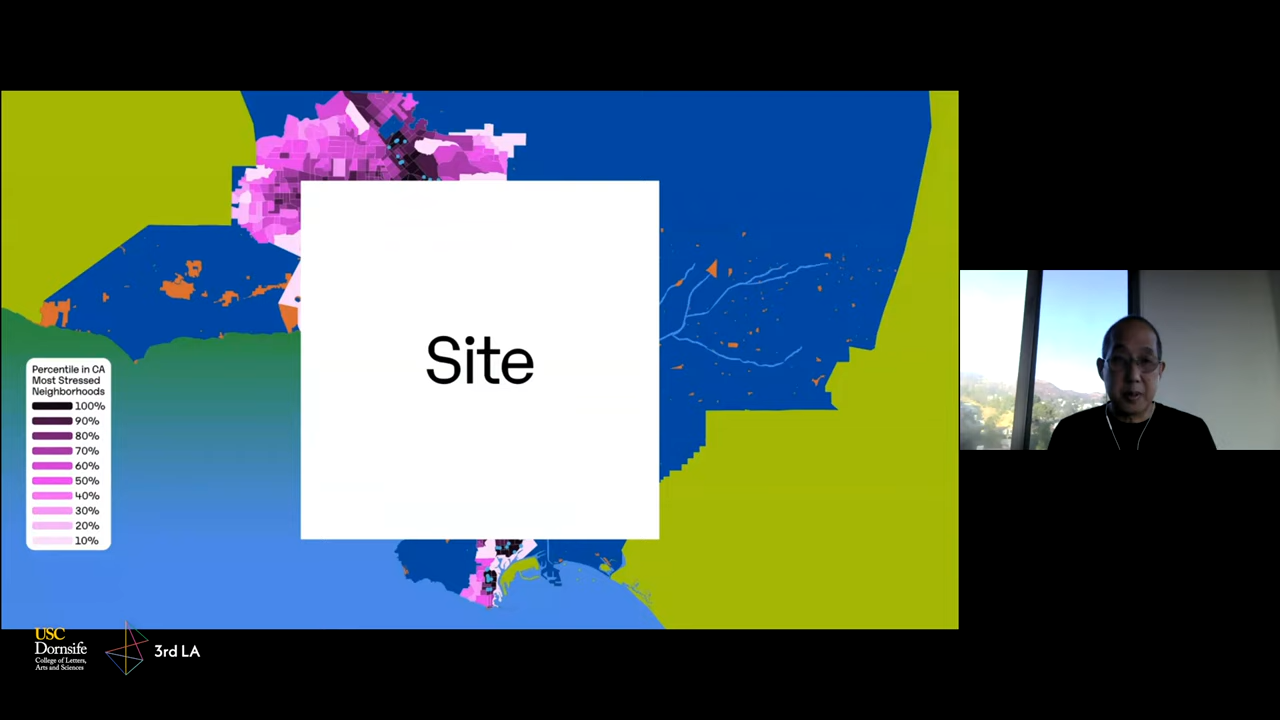 Site
Percentile in CA
Most Stressed
Neighborhoods
100%
90%
80%
70%
60%
50%
40%
30%
20%
10%
USC
Dornsife
College of Letters,
Arts and Sciences
3rd LA